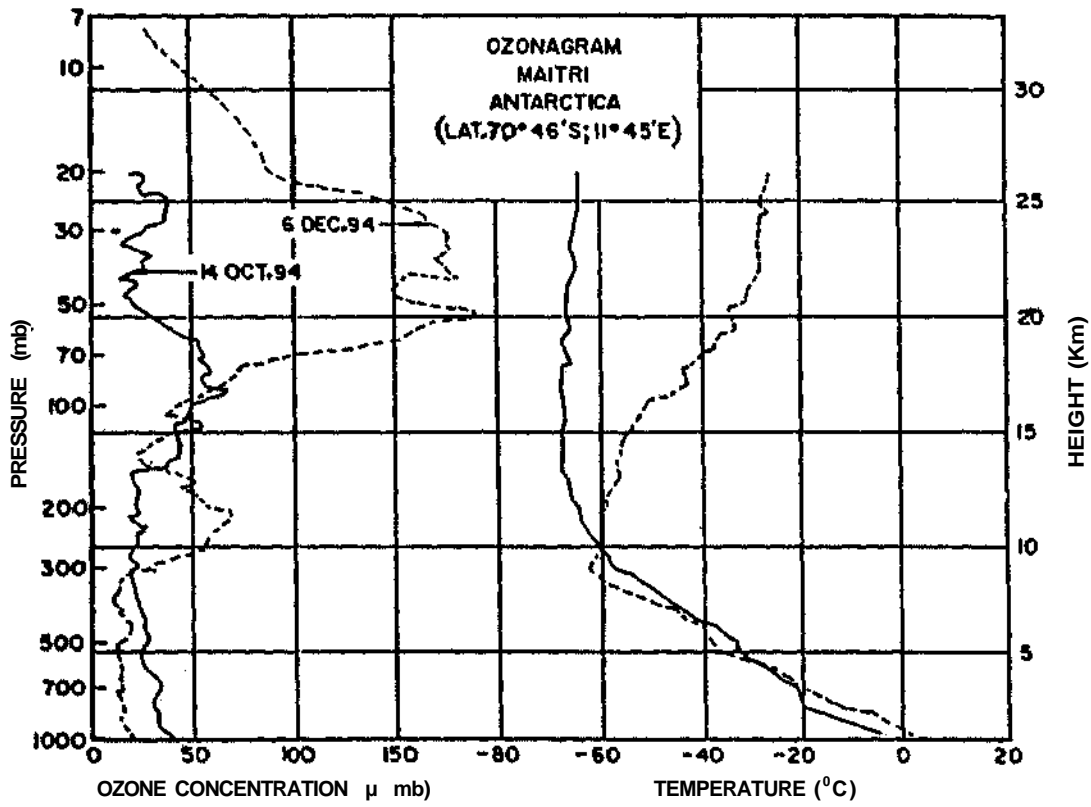 OZONAGRAM
MAITRI
ANTARCTICA
(LAT.70° 46'S; 11° 45'E)
7
10
20
30
50
70
100
200
300
500
700
1000
PRESSURE (mb)
6 DEC.94
14 OCT.94
30
25
20
15
10
5
HEIGHT (Km)
0 50 100 150 -80 -60 -40 -20 0 20
OZONE CONCENTRATION µ mb) TEMPERATURE (⁰C)